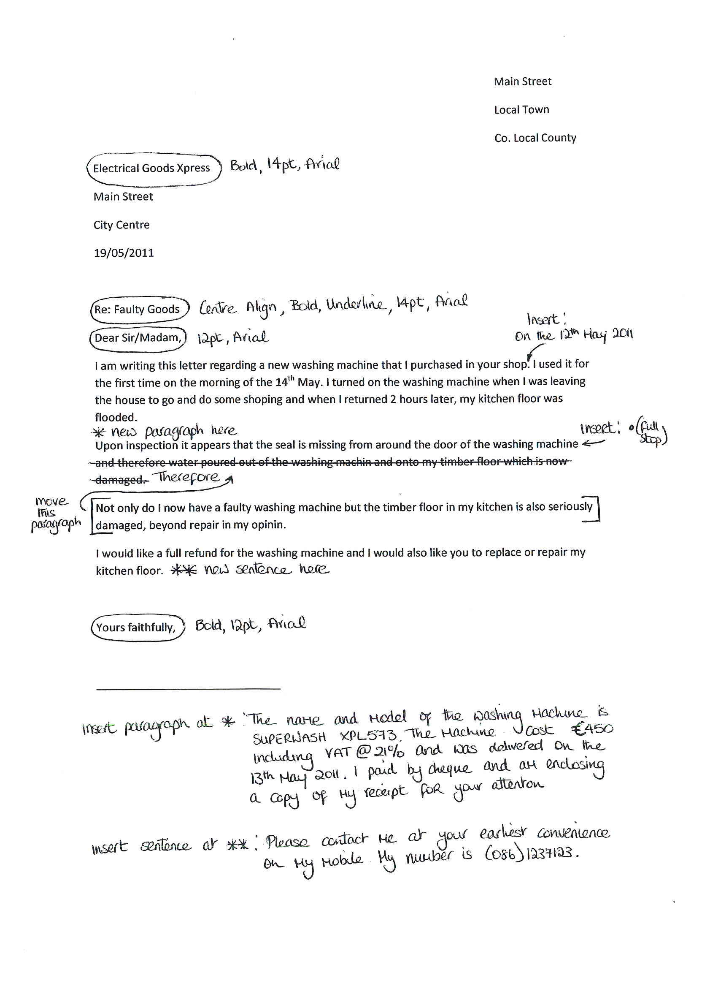 Main Street
Local Town
Co. Local County
Electrical Goods Xpress Bold, 14pt, Arial
Main Street
City Centre
19/05/2011
Re: Faulty Goods Centre Align, Bold, Underline, 14pt, Arial
Insert:
Dear Sir/Madam, 12pt, Arial
on the 12th May 2011
I am writing this letter regarding a new washing machine that I purchased in your shop. I used it for
the first time on the morning of the 14th May. I turned on the washing machine when I was leaving
the house to go and do some shoping and when I returned 2 hours later, my kitchen floor was
flooded.
* new paragraph here
Insert: . (full stop)
Upon inspection it appears that the seal is missing from around the door of the washing machine
and therefore water poured out of the washing machin and onto my timber floor which is now
damaged. Therefore
move
this
paragraph
Not only do I now have a faulty washing machine but the timber floor in my kitchen is also seriously
damaged, beyond repair in my opinin.
I would like a full refund for the washing machine and I would also like you to replace or repair my
kitchen floor. ** new sentence here
Yours faithfully, Bold, 12pt, Arial
insert paragraph at * : The name and model of the washing machine is
SUPERWASH XPL573. The machine cost €450
including VAT @ 21% and was delivered on the
13th May 2011. I paid by cheque and am enclosing
a copy of my receipt for your attenton
insert sentence at ** : Please contact me at your earliest convenience
on my mobile. My number is (086)1237123.